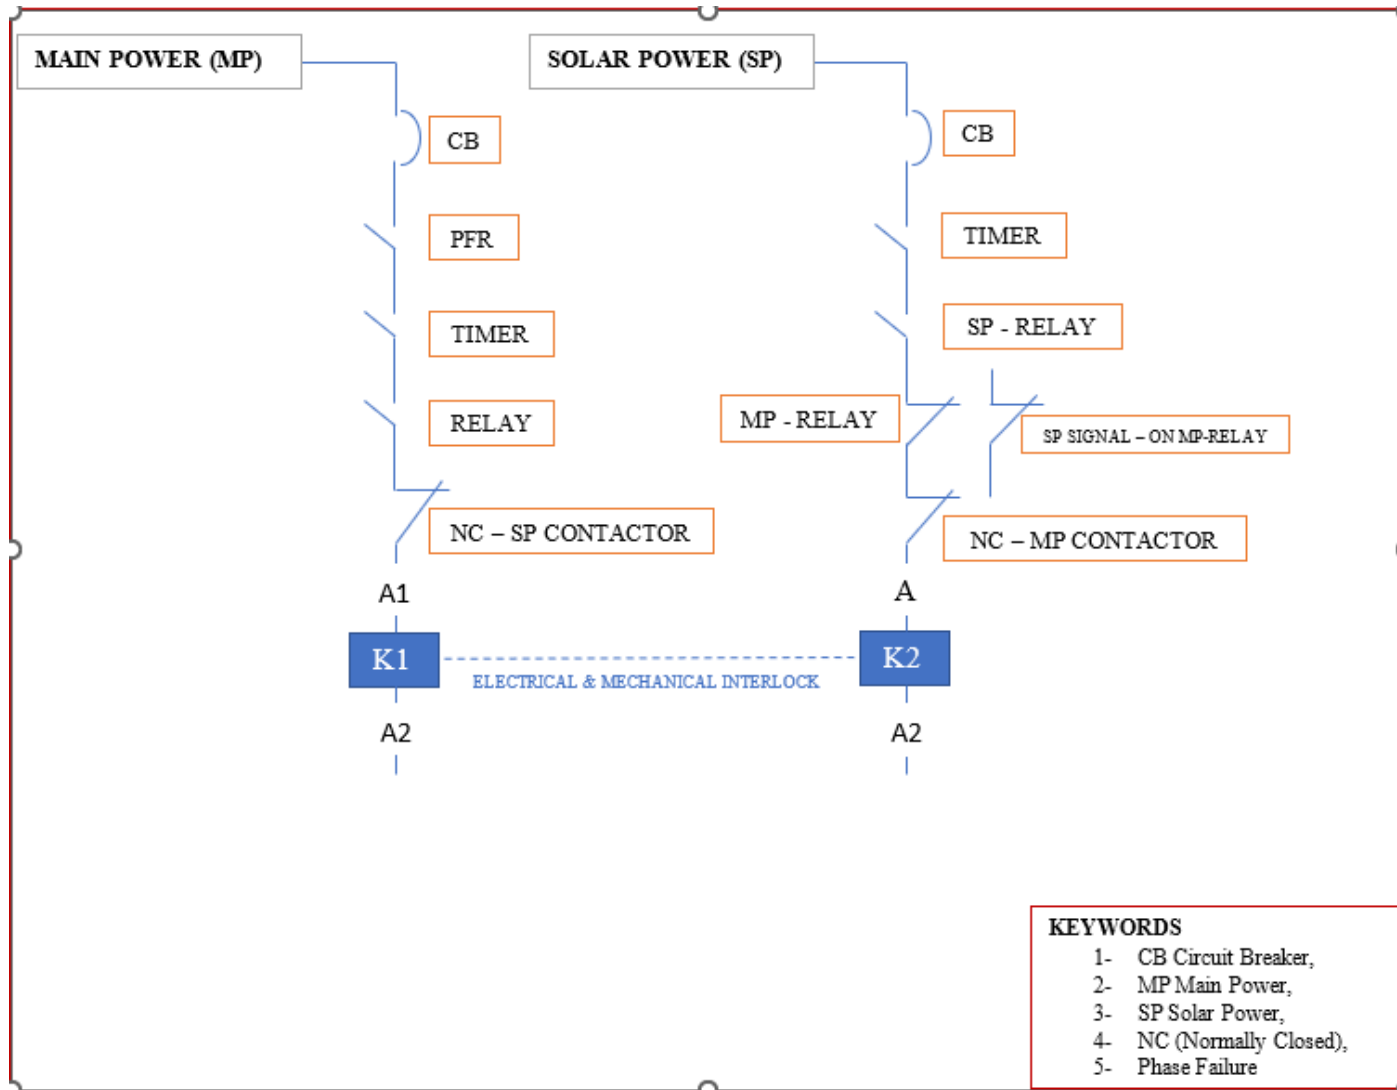 MAIN POWER (MP)
SOLAR POWER (SP)
CB
CB
PFR
TIMER
TIMER
SP - RELAY
RELAY
MP - RELAY
SP SIGNAL – ON MP-RELAY
NC – SP CONTACTOR
NC – MP CONTACTOR
A1
A
K1
K2
ELECTRICAL & MECHANICAL INTERLOCK
A2
A2
KEYWORDS
1- CB Circuit Breaker,
2- MP Main Power,
3- SP Solar Power,
4- NC (Normally Closed),
5- Phase Failure